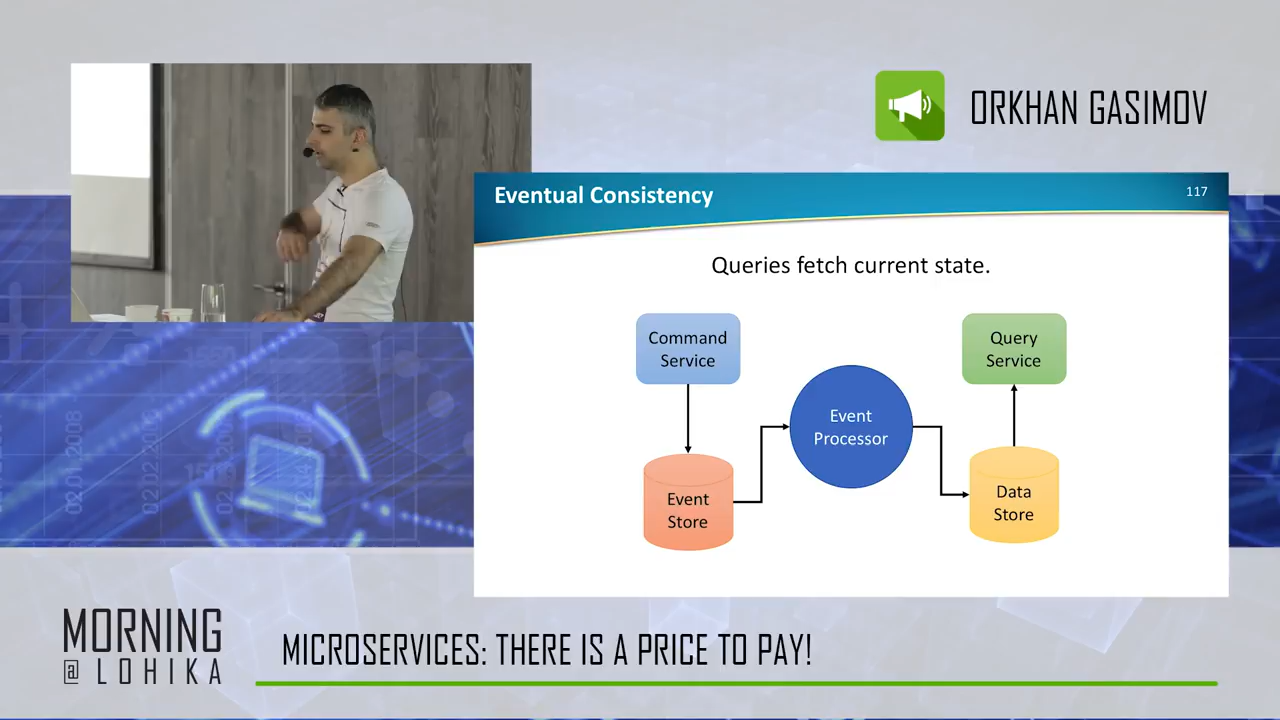 ORKHAN GASIMOV
Eventual Consistency
117
Queries fetch current state.
Command
Service
Query
Service
Event
Processor
Event
Store
Data
Store
MORNING
@ LOHIKA
MICROSERVICES: THERE IS A PRICE TO PAY!